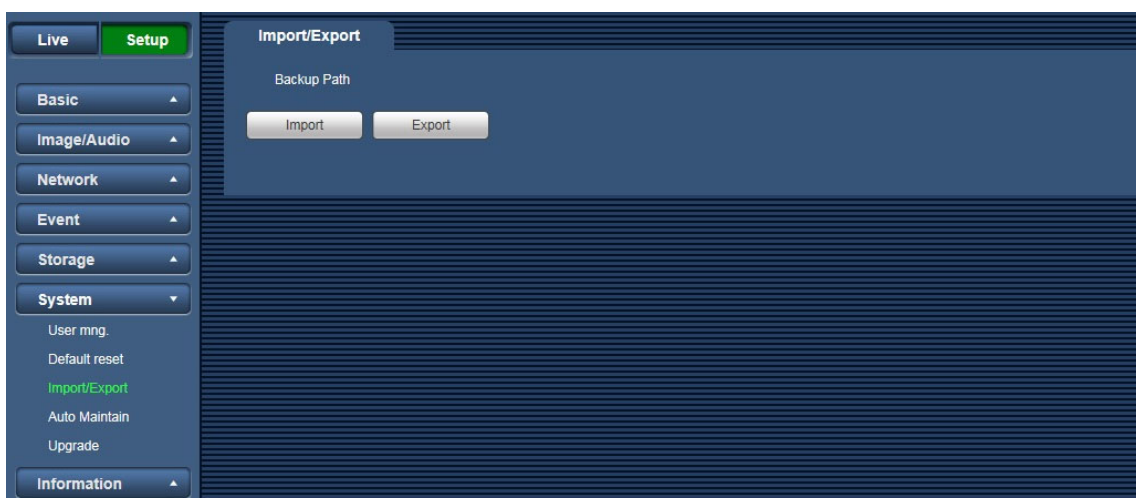 Live
Setup
Basic
Image/Audio
Network
Event
Storage
System
User mng.
Default reset
Import/Export
Auto Maintain
Upgrade
Information
Import/Export
Backup Path
Import
Export